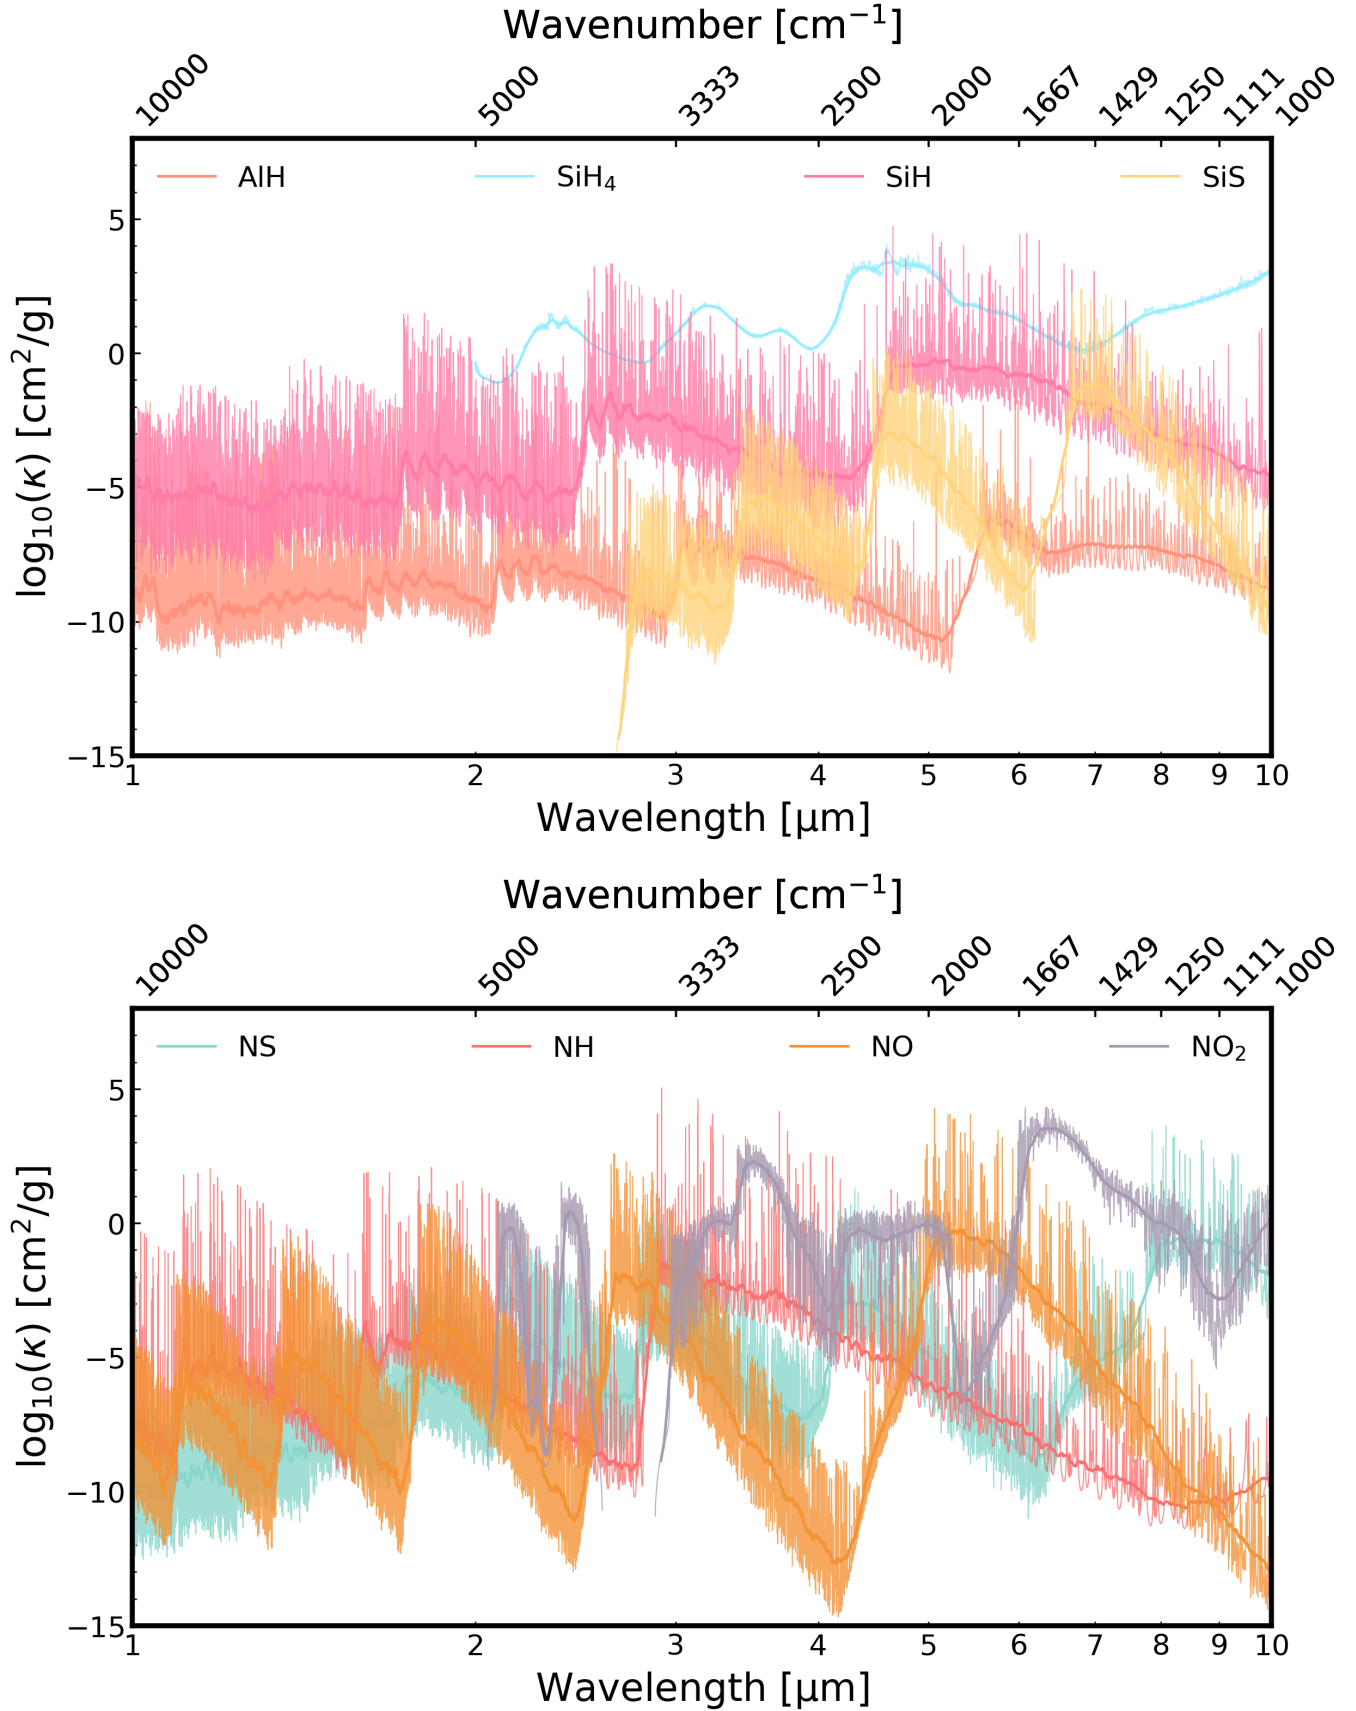 Wavenumber [cm⁻¹]
10000 5000 3333 2500 2000 1667 1429 1250 1111 1000
AlH SiH₄ SiH SiS
5
0
−5
−10
−15
log₁₀(κ) [cm²/g]
1 2 3 4 5 6 7 8 9 10
Wavelength [μm]
Wavenumber [cm⁻¹]
10000 5000 3333 2500 2000 1667 1429 1250 1111 1000
NS NH NO NO₂
5
0
−5
−10
−15
log₁₀(κ) [cm²/g]
1 2 3 4 5 6 7 8 9 10
Wavelength [μm]